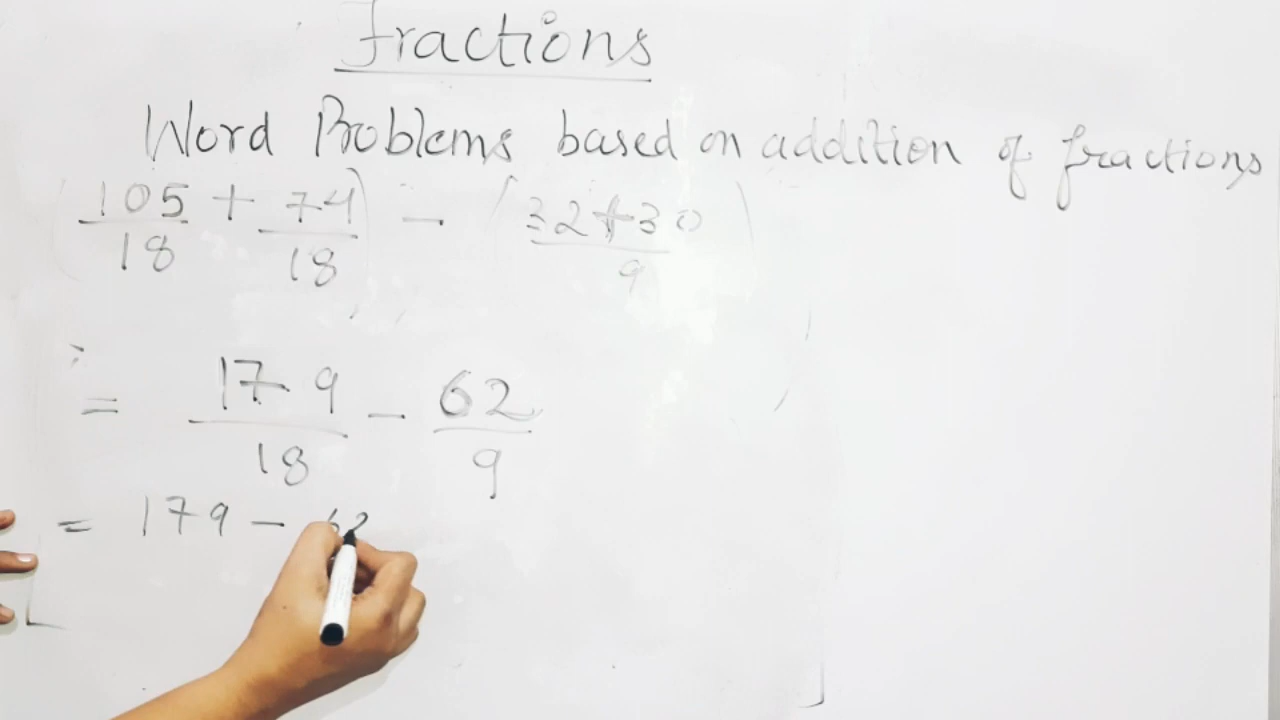 Fractions
Word Problems based on addition of fractions
105/18 + 74/18) - (32+30/9)
= 179/18 - 62/9
= 179 - 62